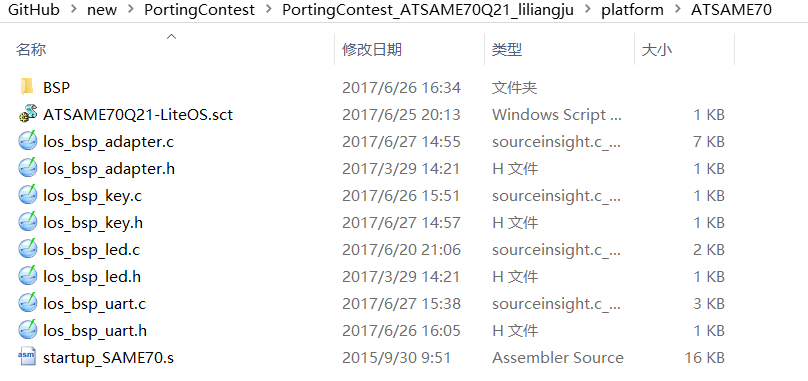 GitHub > new > PortingContest > PortingContest_ATSAME70Q21_liliangju > platform > ATSAME70
名称 修改日期 类型 大小
BSP 2017/6/26 16:34 文件夹
ATSAME70Q21-LiteOS.sct 2017/6/25 20:13 Windows Script ... 1 KB
los_bsp_adapter.c 2017/6/27 14:55 sourceinsight.c_... 7 KB
los_bsp_adapter.h 2017/3/29 14:21 H 文件 1 KB
los_bsp_key.c 2017/6/26 15:51 sourceinsight.c_... 1 KB
los_bsp_key.h 2017/6/27 14:57 H 文件 1 KB
los_bsp_led.c 2017/6/20 21:06 sourceinsight.c_... 2 KB
los_bsp_led.h 2017/3/29 14:21 H 文件 1 KB
los_bsp_uart.c 2017/6/27 15:38 sourceinsight.c_... 3 KB
los_bsp_uart.h 2017/6/26 16:05 H 文件 1 KB
asm startup_SAME70.s 2015/9/30 9:51 Assembler Source 16 KB